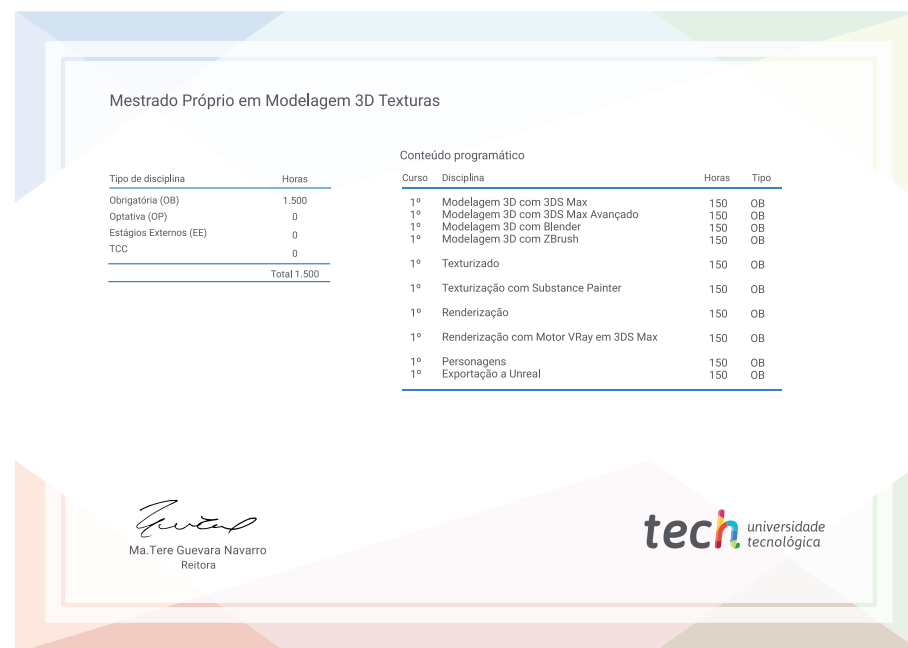 Mestrado Próprio em Modelagem 3D Texturas
Tipo de disciplina Horas
Obrigatória (OB) 1.500
Optativa (OP) 0
Estágios Externos (EE) 0
TCC 0
Total 1.500
Conteúdo programático
Curso Disciplina Horas Tipo
1º Modelagem 3D com 3DS Max 150 OB
1º Modelagem 3D com 3DS Max Avançado 150 OB
1º Modelagem 3D com Blender 150 OB
1º Modelagem 3D com ZBrush 150 OB
1º Texturizado 150 OB
1º Texturização com Substance Painter 150 OB
1º Renderização 150 OB
1º Renderização com Motor VRay em 3DS Max 150 OB
1º Personagens 150 OB
1º Exportação a Unreal 150 OB
Ma.Tere Guevara Navarro
Reitora
tech universidade
tecnológica